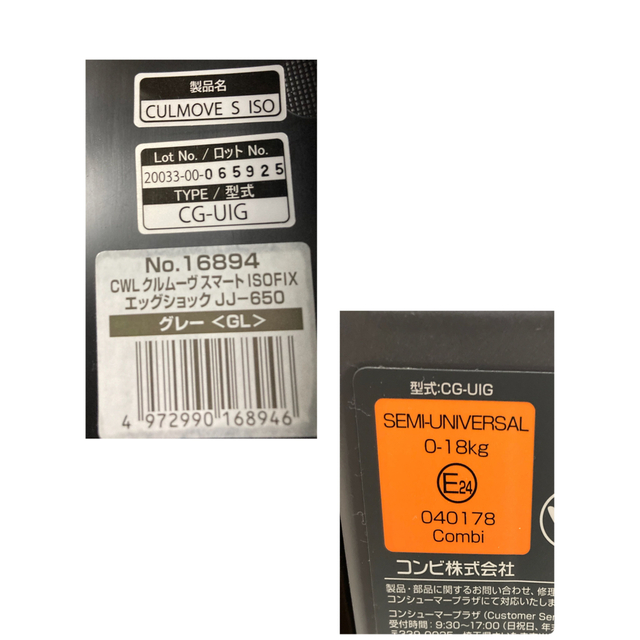 製品名
CULMOVE S ISO
Lot No. / ロット No.
20033-00-065925
TYPE / 型式
CG-UIG
No.16894
CWL クルムーヴ スマート ISOFIX
エッグショック JJ-650
グレー <GL>
4 972990 168946
型式:CG-UIG
SEMI-UNIVERSAL
0-18kg
E24
040178
Combi
コンビ株式会社
製品・部品に関するお問い合わせ、修理
コンシューマープラザにて対応いたしま
コンシューマープラザ (Customer Ser
受付時間:9:30~17:00 (日祝日、年末